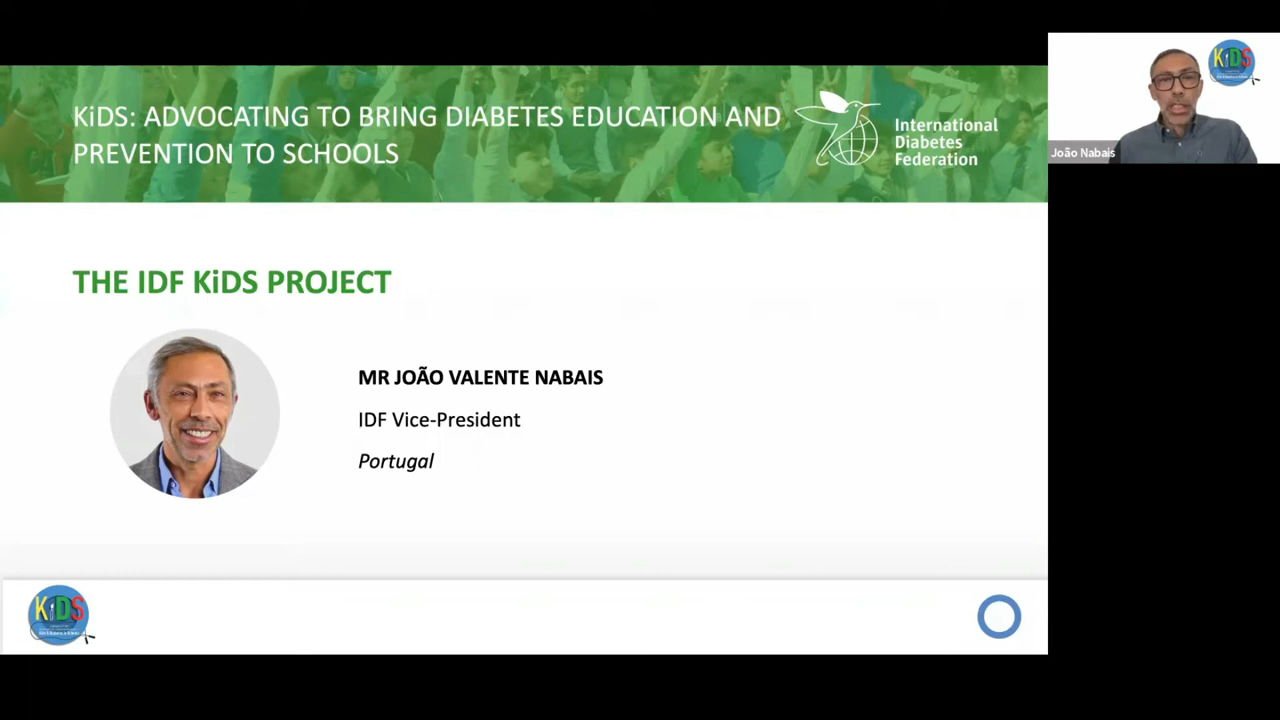 KiDS: ADVOCATING TO BRING DIABETES EDUCATION AND
PREVENTION TO SCHOOLS
International
Diabetes
Federation
THE IDF KiDS PROJECT
MR JOÃO VALENTE NABAIS
IDF Vice-President
Portugal
KiDS
KiDS
João Nabais